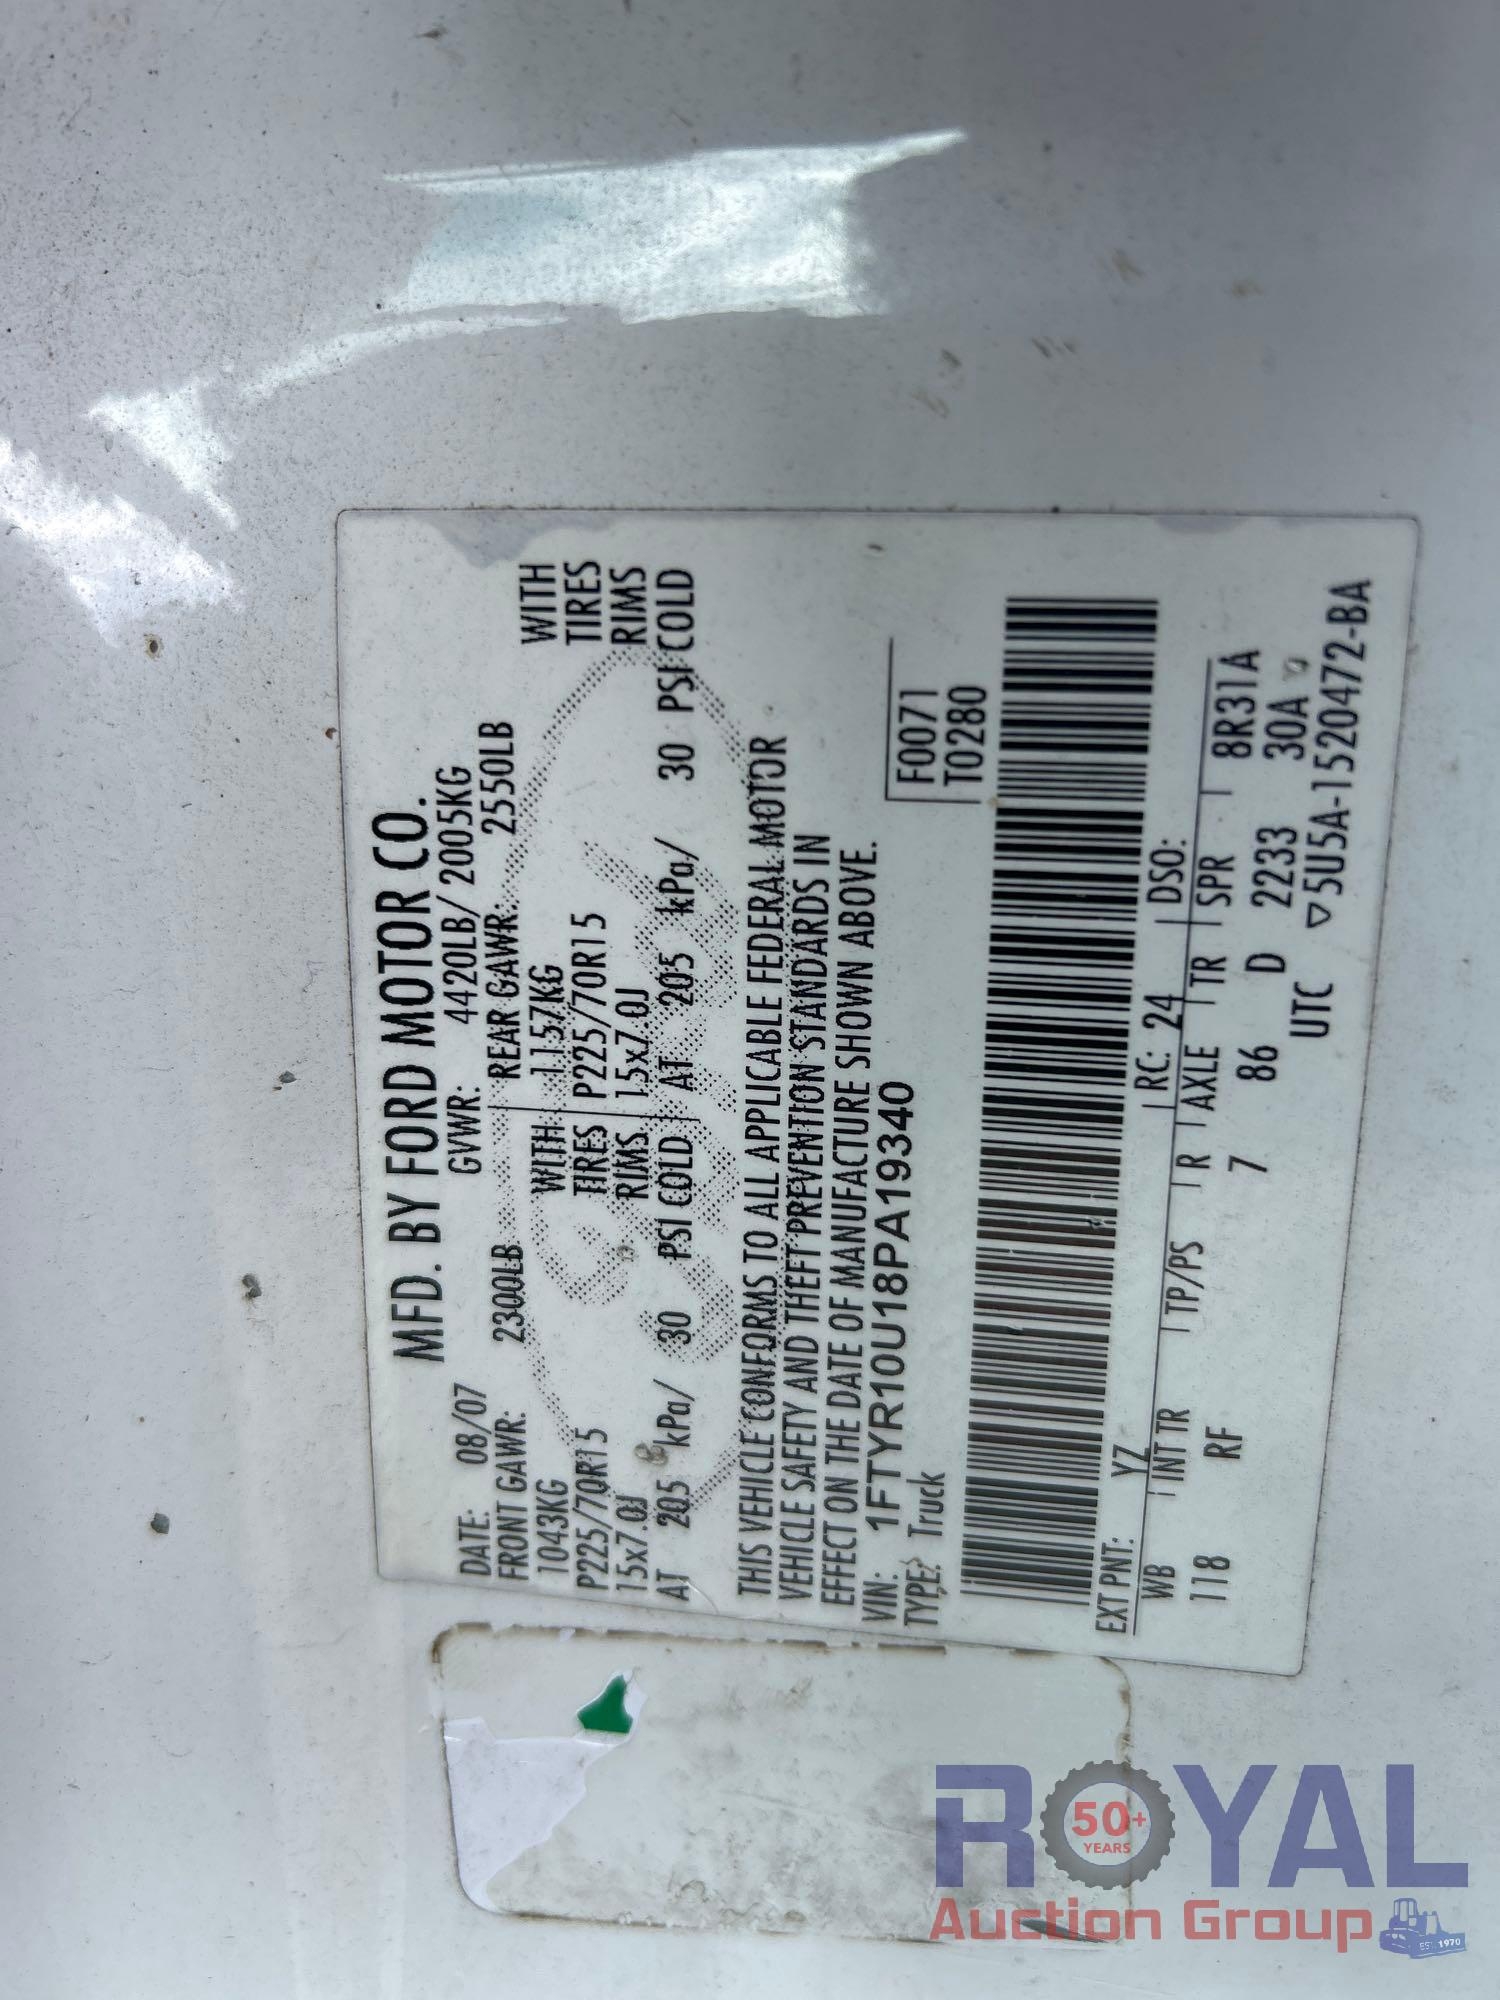 MFD. BY FORD MOTOR CO.
DATE: 08/07 GVWR: 4420LB/ 2005KG
FRONT GAWR: 2300LB REAR GAWR: 2550LB
1043KG WITH 1157KG WITH
P225/70R15 TIRES P225/70R15 TIRES
15x7.0J RIMS 15x7.0J RIMS
AT 205 kPa/ 30 PSI COLD AT 205 kPa/ 30 PSI COLD
THIS VEHICLE CONFORMS TO ALL APPLICABLE FEDERAL MOTOR
VEHICLE SAFETY AND THEFT PREVENTION STANDARDS IN
EFFECT ON THE DATE OF MANUFACTURE SHOWN ABOVE.
VIN: 1FTYR10U18PA19340 F0071
TYPE: Truck T0280
EXT PNT: YZ RC: 24 DSO:
WB INT TR TP/PS R AXLE TR SPR 8R31A
118 RF 7 86 D 2233 30A
UTC ▽5U5A-1520472-BA
ROYAL
50+
YEARS
Auction Group
EST. 1970